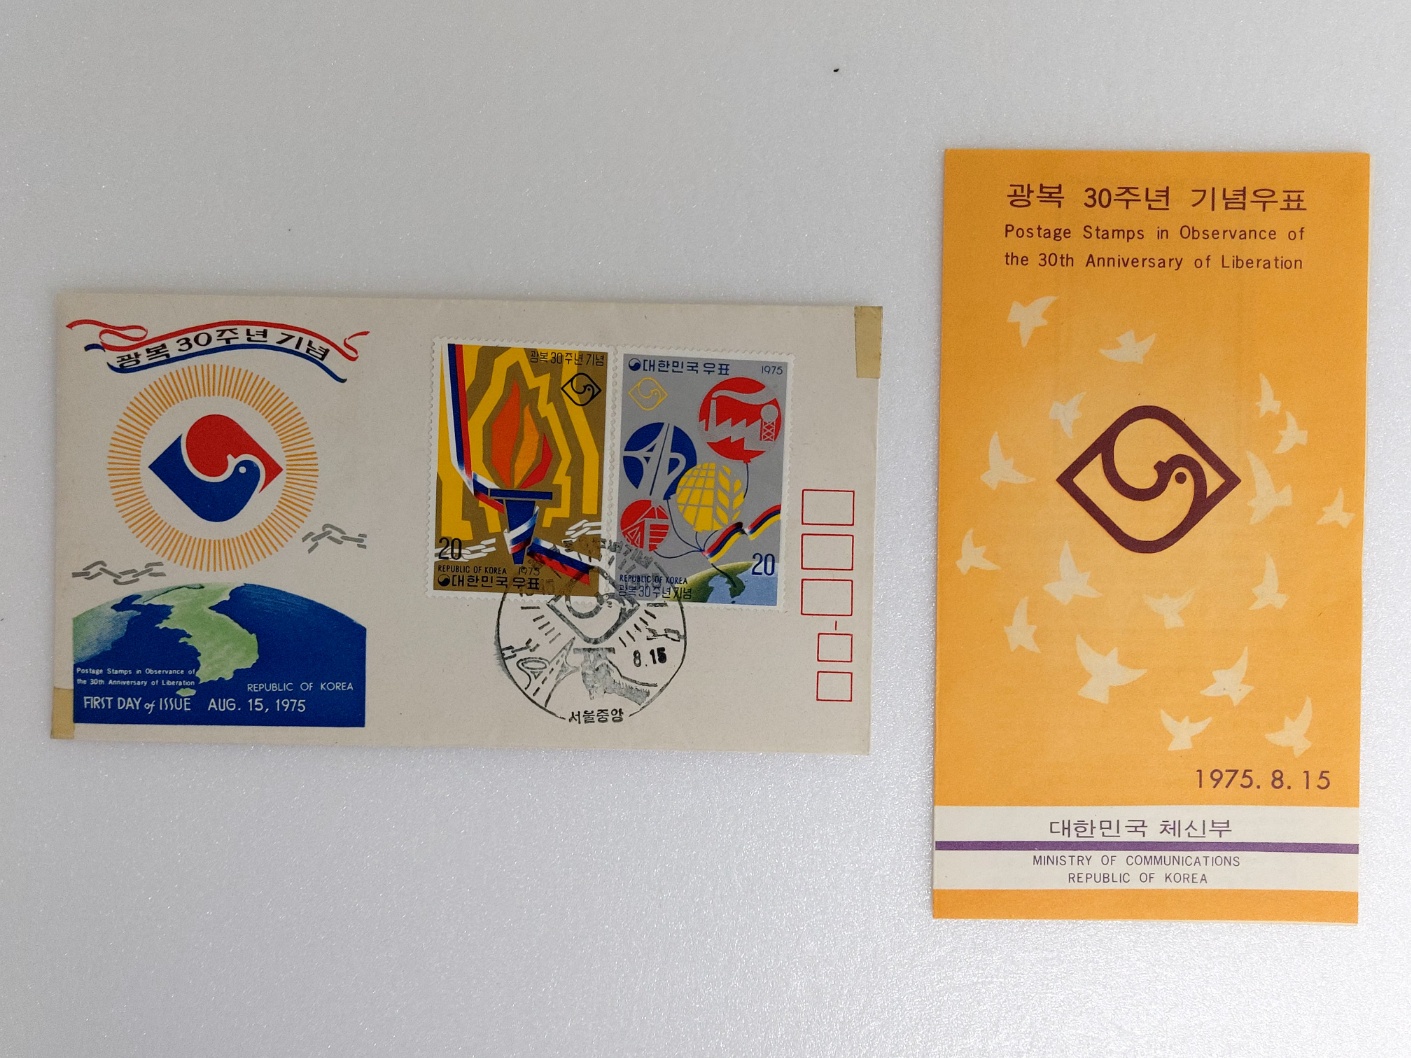 광복 30주년 기념
Postage Stamps in Observance of
the 30th Anniversary of Liberation
REPUBLIC OF KOREA
FIRST DAY of ISSUE AUG. 15, 1975
광복 30주년 기념
20
REPUBLIC OF KOREA 1975
대한민국우표
대한민국우표 1975
20
REPUBLIC OF KOREA
광복30주년 기념
8.15
서울중앙
광복 30주년 기념우표
Postage Stamps in Observance of
the 30th Anniversary of Liberation
1975. 8. 15
대한민국 체신부
MINISTRY OF COMMUNICATIONS
REPUBLIC OF KOREA